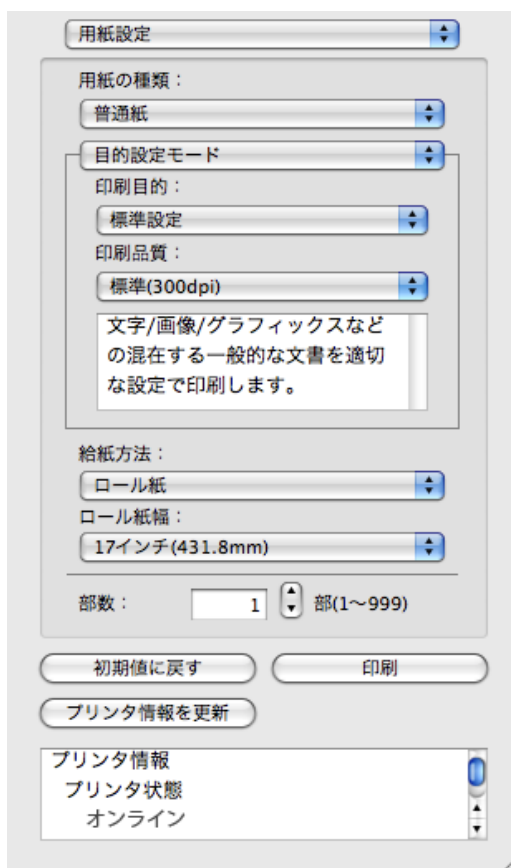 用紙設定
用紙の種類：
普通紙
目的設定モード
印刷目的：
標準設定
印刷品質：
標準(300dpi)
文字/画像/グラフィックスなど
の混在する一般的な文書を適切
な設定で印刷します。
給紙方法：
ロール紙
ロール紙幅：
17インチ(431.8mm)
部数： 1 部(1〜999)
初期値に戻す 印刷
プリンタ情報を更新
プリンタ情報
プリンタ状態
オンライン